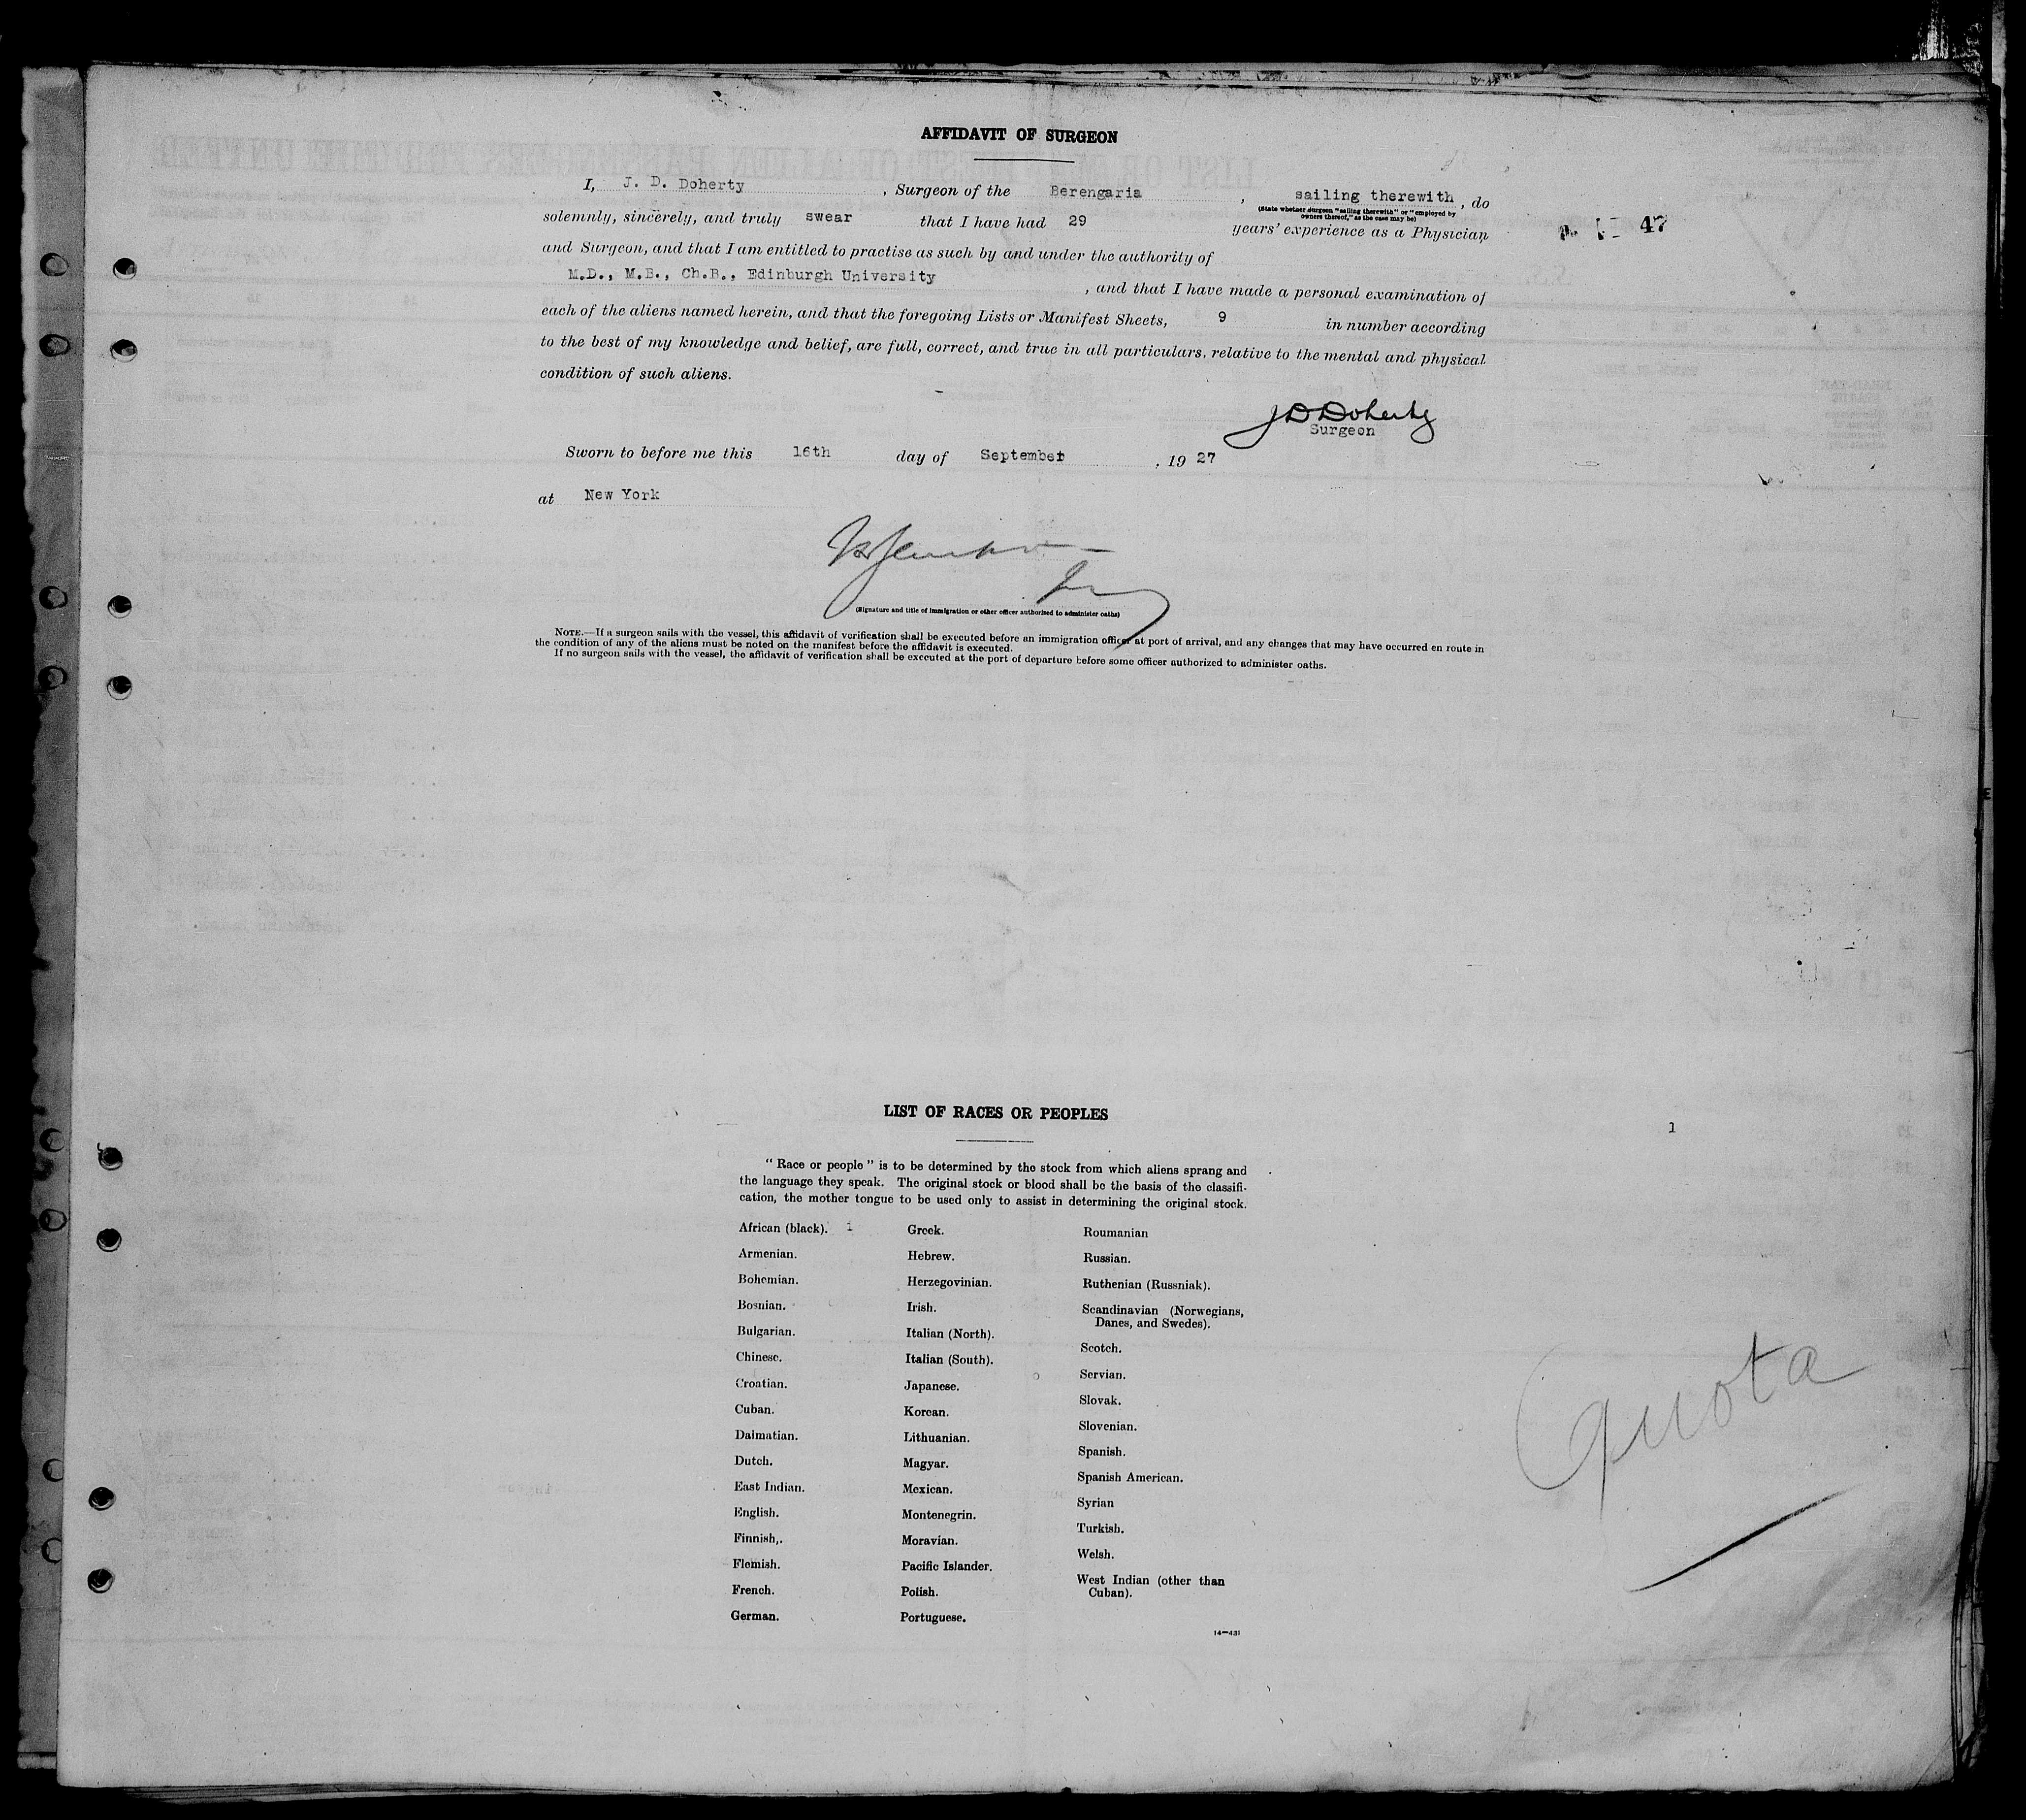 AFFIDAVIT OF SURGEON
I, J. D. Doherty , Surgeon of the Berengaria , sailing therewith , do
(State whether surgeon "sailing therewith" or "employed by
owners thereof," as the case may be)
solemnly, sincerely, and truly swear that I have had 29 years' experience as a Physician
47
and Surgeon, and that I am entitled to practise as such by and under the authority of
M.D., M.B., Ch.B., Edinburgh University , and that I have made a personal examination of
each of the aliens named herein, and that the foregoing Lists or Manifest Sheets, 9 in number according
to the best of my knowledge and belief, are full, correct, and true in all particulars, relative to the mental and physical
condition of such aliens.
J D Doherty
Surgeon
Sworn to before me this 16th day of September , 19 27
at New York
(Signature and title of immigration or other officer authorized to administer oaths)
NOTE.—If a surgeon sails with the vessel, this affidavit of verification shall be executed before an immigration officer at port of arrival, and any changes that may have occurred en route in
the condition of any of the aliens must be noted on the manifest before the affidavit is executed.
If no surgeon sails with the vessel, the affidavit of verification shall be executed at the port of departure before some officer authorized to administer oaths.
LIST OF RACES OR PEOPLES
1
"Race or people" is to be determined by the stock from which aliens sprang and
the language they speak. The original stock or blood shall be the basis of the classifi-
cation, the mother tongue to be used only to assist in determining the original stock.
African (black). 1
Armenian.
Bohemian.
Bosnian.
Bulgarian.
Chinese.
Croatian.
Cuban.
Dalmatian.
Dutch.
East Indian.
English.
Finnish,.
Flemish.
French.
German.
Greek.
Hebrew.
Herzegovinian.
Irish.
Italian (North).
Italian (South).
Japanese.
Korean.
Lithuanian.
Magyar.
Mexican.
Montenegrin.
Moravian.
Pacific Islander.
Polish.
Portuguese.
Roumanian
Russian.
Ruthenian (Russniak).
Scandinavian (Norwegians,
Danes, and Swedes).
Scotch.
Servian.
Slovak.
Slovenian.
Spanish.
Spanish American.
Syrian
Turkish.
Welsh.
West Indian (other than
Cuban).
14—431
Quota